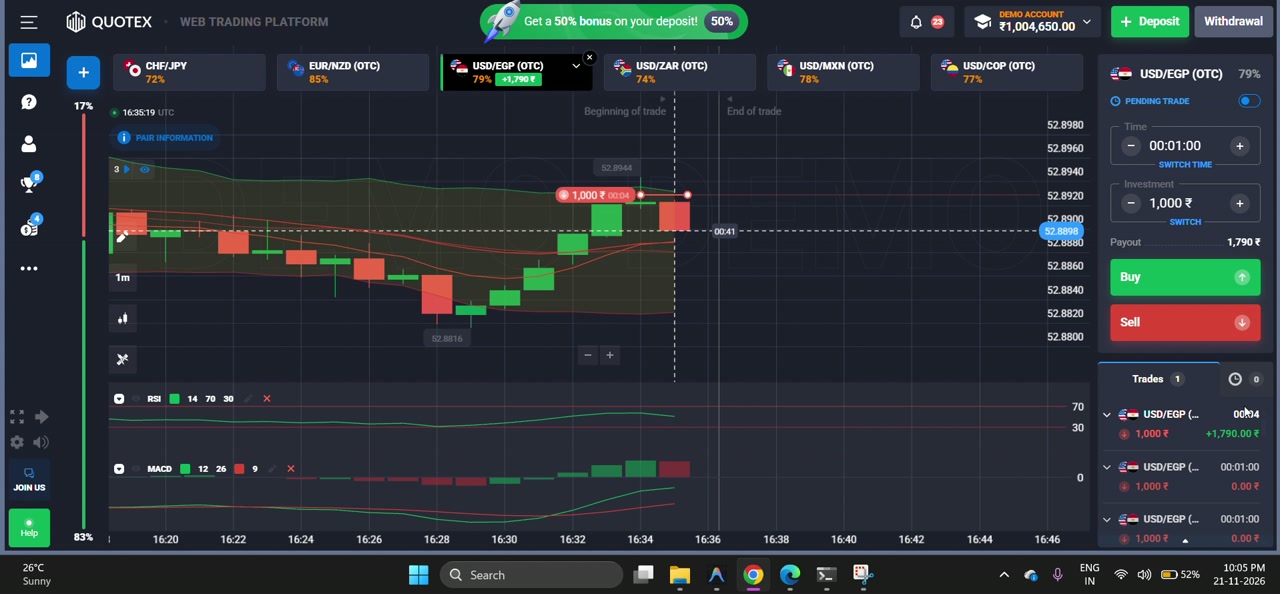 QUOTEX
WEB TRADING PLATFORM
Get a 50% bonus on your deposit! 50%
23
DEMO ACCOUNT
₹1,004,650.00
+ Deposit
Withdrawal
CHF/JPY
72%
EUR/NZD (OTC)
85%
USD/EGP (OTC)
79% +1,790 ₹
USD/ZAR (OTC)
74%
USD/MXN (OTC)
78%
USD/COP (OTC)
77%
17%
16:35:19 UTC
PAIR INFORMATION
3
Beginning of trade
End of trade
52.8944
1,000 ₹ 00:04
00:41
52.8816
52.8980
52.8960
52.8940
52.8920
52.8900
52.8898
52.8880
52.8860
52.8840
52.8820
52.8800
1m
− +
RSI 14 70 30
70
30
MACD 12 26 9
0
16:20 16:22 16:24 16:26 16:28 16:30 16:32 16:34 16:36 16:38 16:40 16:42 16:44 16:46
83%
8
4
JOIN US
Help
USD/EGP (OTC) 79%
PENDING TRADE
Time
− 00:01:00 +
SWITCH TIME
Investment
− 1,000 ₹ +
SWITCH
Payout 1,790 ₹
Buy
Sell
Trades 1
0
USD/EGP (...
1,000 ₹ +1,790.00 ₹
USD/EGP (... 00:01:00
1,000 ₹ 0.00 ₹
USD/EGP (... 00:01:00
1,000 ₹ 0.00 ₹
26°C
Sunny
Search
ENG
IN
52%
10:05 PM
21-11-2026